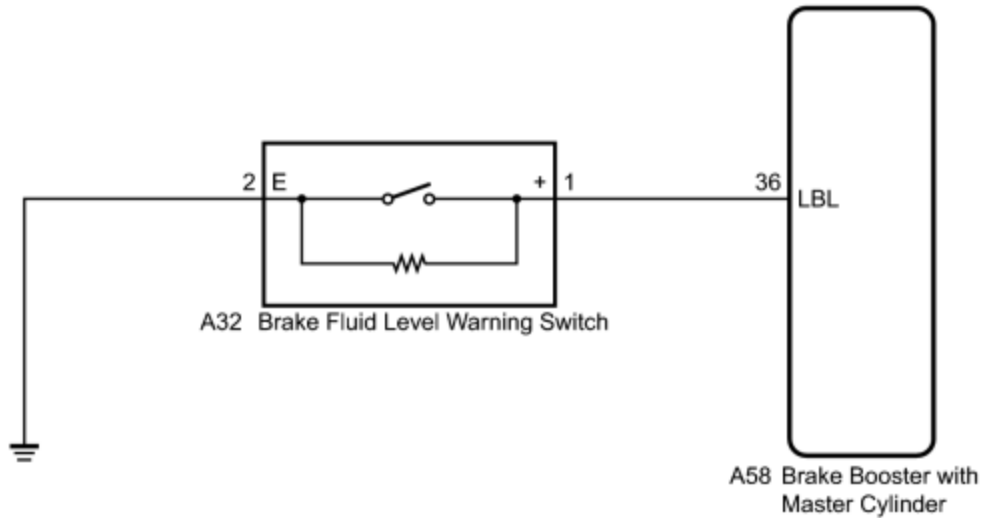 2 E + 1 36 LBL
A32 Brake Fluid Level Warning Switch
A58 Brake Booster with
Master Cylinder